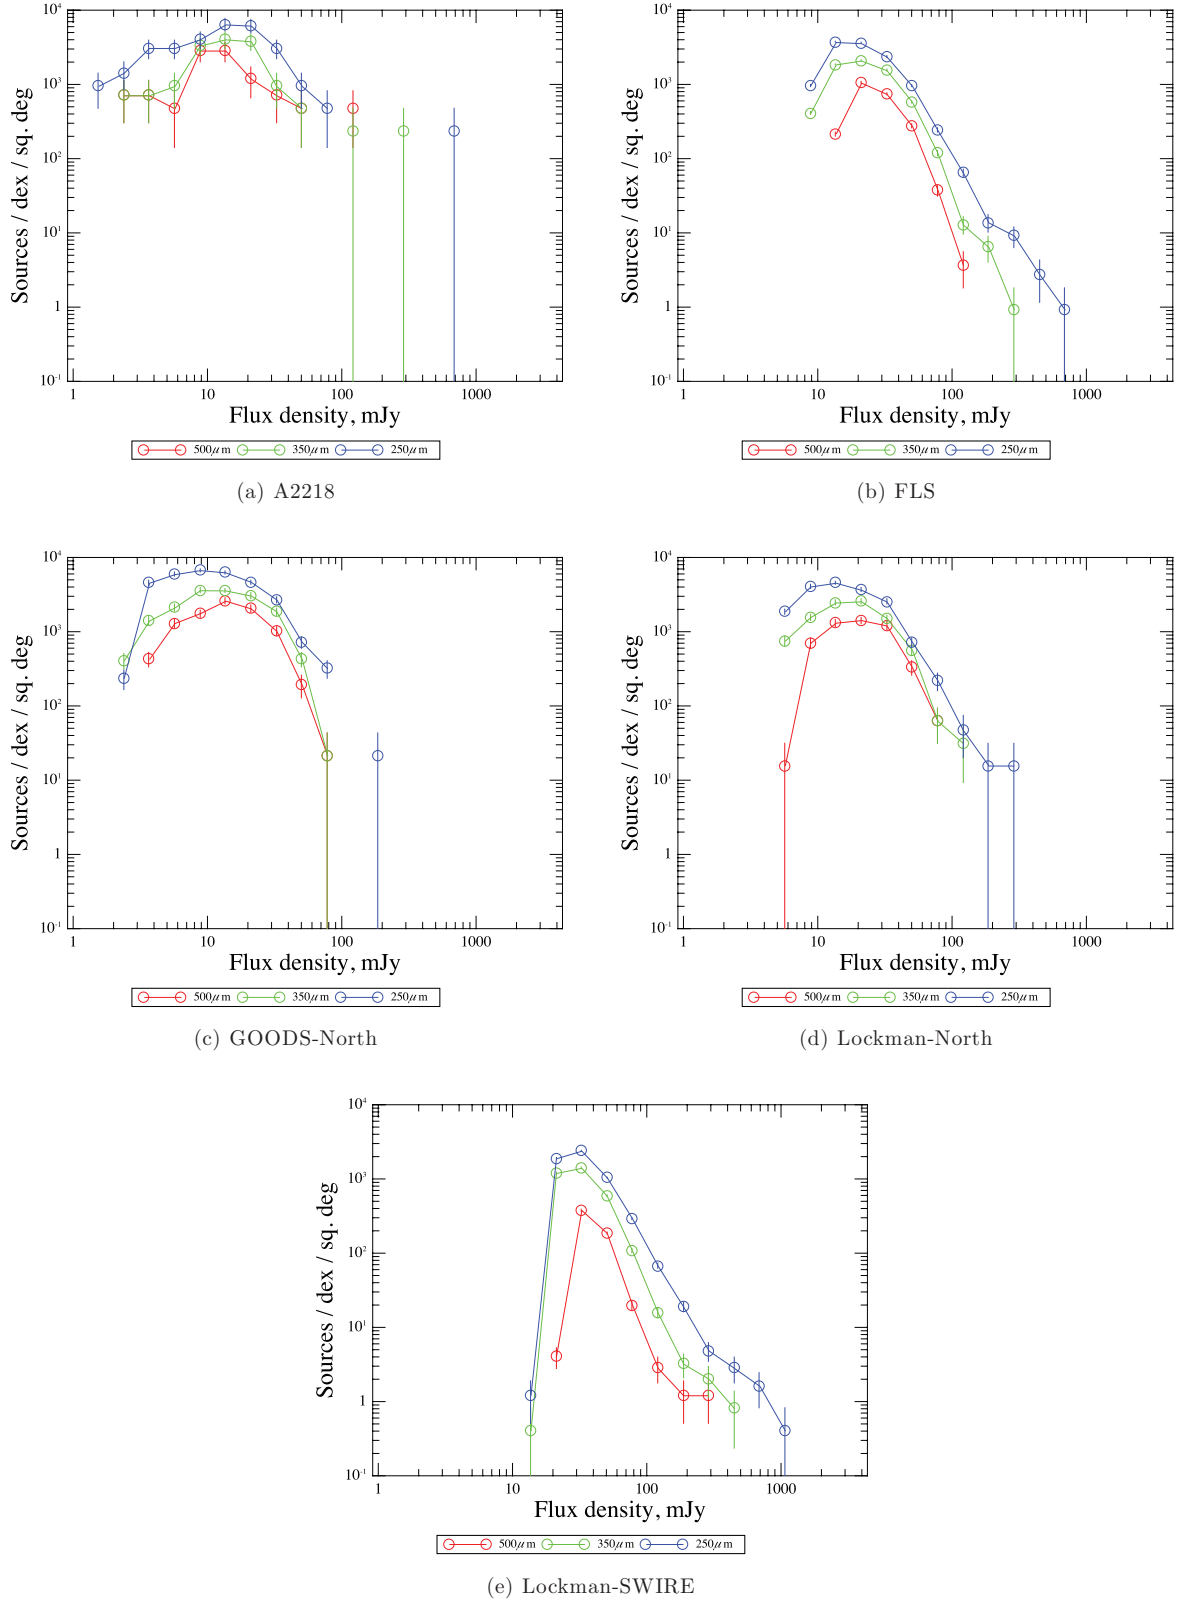 10⁴
10³
10²
10¹
1
10⁻¹
Sources / dex / sq. deg
1 10 100 1000
Flux density, mJy
500μm 350μm 250μm
(a) A2218
10⁴
10³
10²
10¹
1
10⁻¹
Sources / dex / sq. deg
1 10 100 1000
Flux density, mJy
500μm 350μm 250μm
(b) FLS
10⁴
10³
10²
10¹
1
10⁻¹
Sources / dex / sq. deg
1 10 100 1000
Flux density, mJy
500μm 350μm 250μm
(c) GOODS-North
10⁴
10³
10²
10¹
1
10⁻¹
Sources / dex / sq. deg
1 10 100 1000
Flux density, mJy
500μm 350μm 250μm
(d) Lockman-North
10⁴
10³
10²
10¹
1
10⁻¹
Sources / dex / sq. deg
1 10 100 1000
Flux density, mJy
500μm 350μm 250μm
(e) Lockman-SWIRE